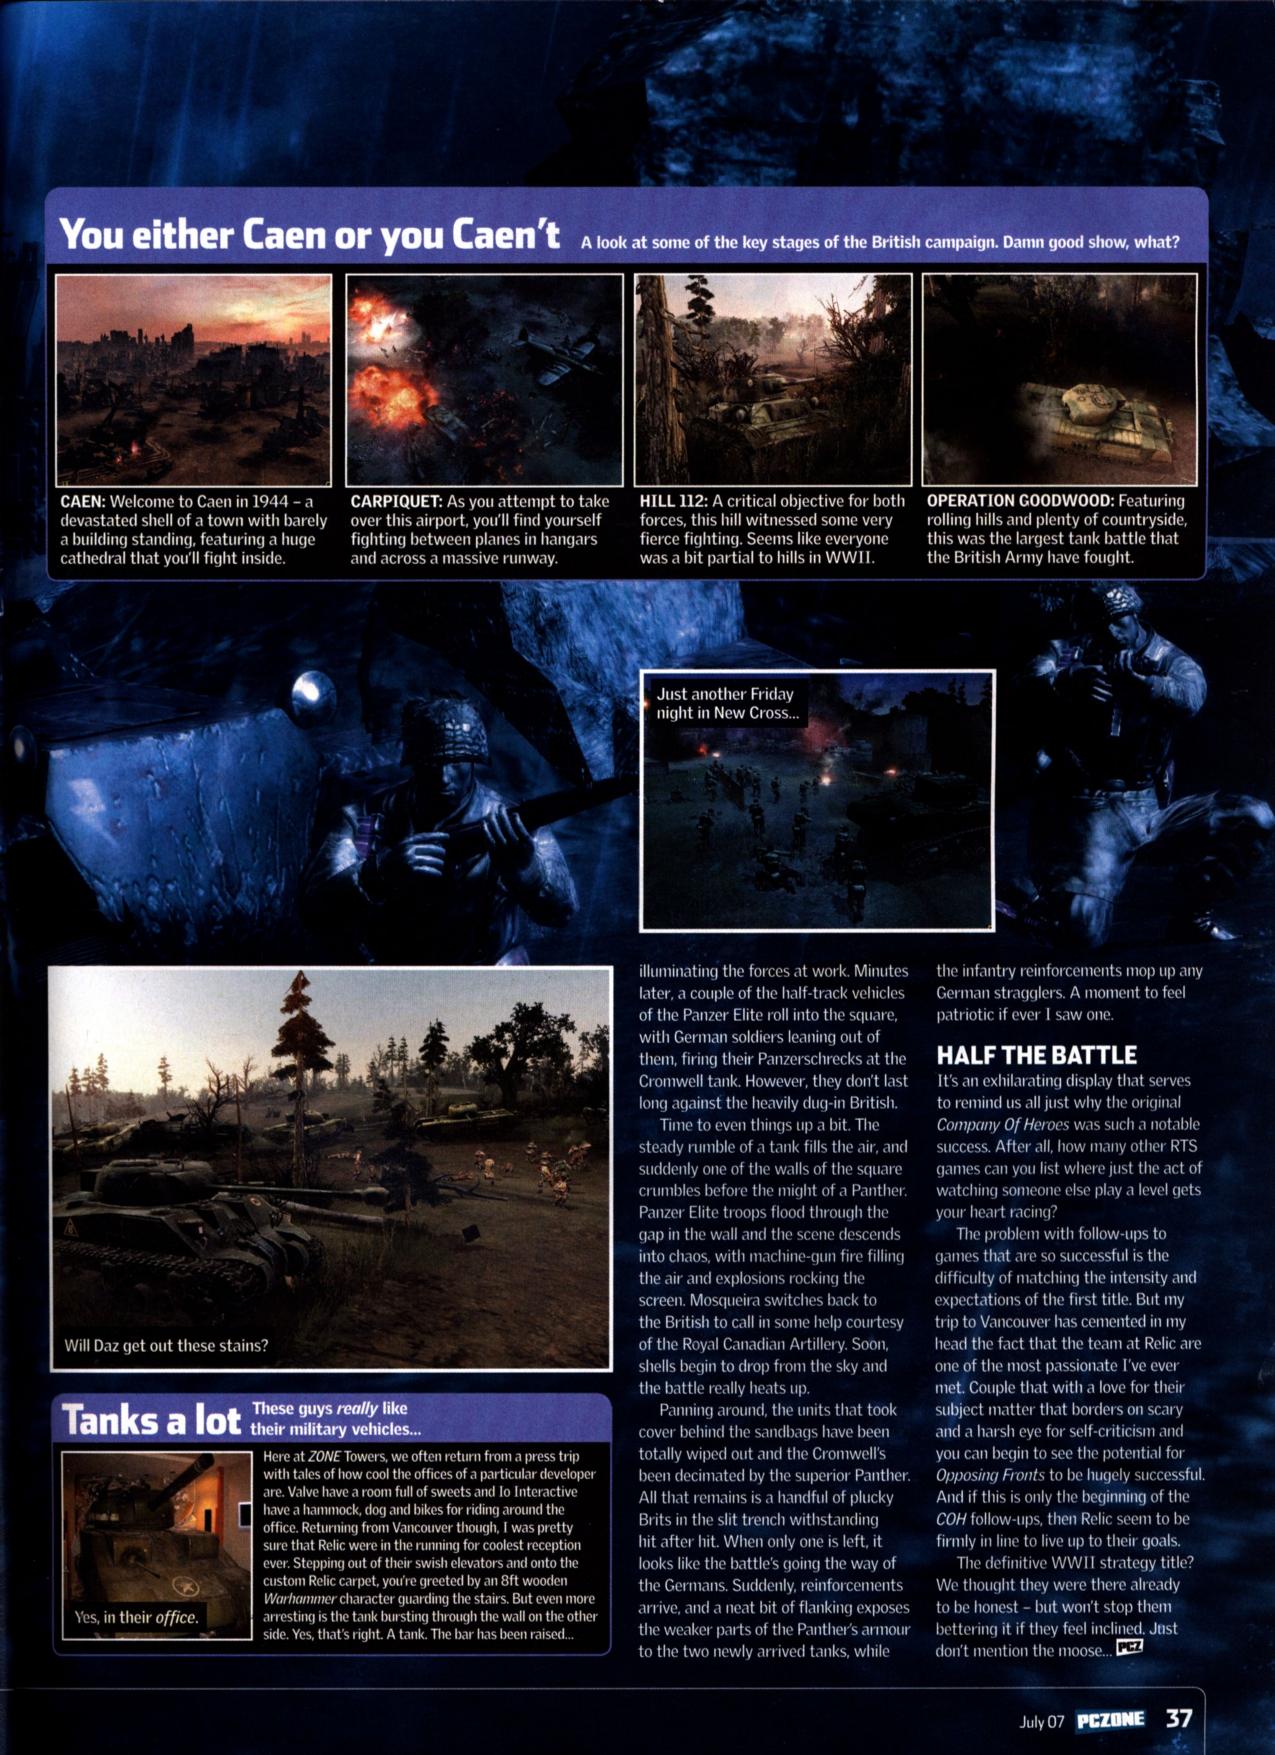 You either Caen or you Caen't
A look at some of the key stages of the British campaign. Damn good show, what?
CAEN: Welcome to Caen in 1944 – a
devastated shell of a town with barely
a building standing, featuring a huge
cathedral that you'll fight inside.
CARPIQUET: As you attempt to take
over this airport, you'll find yourself
fighting between planes in hangars
and across a massive runway.
HILL 112: A critical objective for both
forces, this hill witnessed some very
fierce fighting. Seems like everyone
was a bit partial to hills in WWII.
OPERATION GOODWOOD: Featuring
rolling hills and plenty of countryside,
this was the largest tank battle that
the British Army have fought.
Just another Friday
night in New Cross...
Will Daz get out these stains?
Tanks a lot
These guys really like
their military vehicles...
Yes, in their office.
Here at ZONE Towers, we often return from a press trip
with tales of how cool the offices of a particular developer
are. Valve have a room full of sweets and Io Interactive
have a hammock, dog and bikes for riding around the
office. Returning from Vancouver though, I was pretty
sure that Relic were in the running for coolest reception
ever. Stepping out of their swish elevators and onto the
custom Relic carpet, you're greeted by an 8ft wooden
Warhammer character guarding the stairs. But even more
arresting is the tank bursting through the wall on the other
side. Yes, that's right. A tank. The bar has been raised...
illuminating the forces at work. Minutes
later, a couple of the half-track vehicles
of the Panzer Elite roll into the square,
with German soldiers leaning out of
them, firing their Panzerschrecks at the
Cromwell tank. However, they don't last
long against the heavily dug-in British.
Time to even things up a bit. The
steady rumble of a tank fills the air, and
suddenly one of the walls of the square
crumbles before the might of a Panther.
Panzer Elite troops flood through the
gap in the wall and the scene descends
into chaos, with machine-gun fire filling
the air and explosions rocking the
screen. Mosqueira switches back to
the British to call in some help courtesy
of the Royal Canadian Artillery. Soon,
shells begin to drop from the sky and
the battle really heats up.
Panning around, the units that took
cover behind the sandbags have been
totally wiped out and the Cromwell's
been decimated by the superior Panther.
All that remains is a handful of plucky
Brits in the slit trench withstanding
hit after hit. When only one is left, it
looks like the battle's going the way of
the Germans. Suddenly, reinforcements
arrive, and a neat bit of flanking exposes
the weaker parts of the Panther's armour
to the two newly arrived tanks, while
the infantry reinforcements mop up any
German stragglers. A moment to feel
patriotic if ever I saw one.
HALF THE BATTLE
It's an exhilarating display that serves
to remind us all just why the original
Company Of Heroes was such a notable
success. After all, how many other RTS
games can you list where just the act of
watching someone else play a level gets
your heart racing?
The problem with follow-ups to
games that are so successful is the
difficulty of matching the intensity and
expectations of the first title. But my
trip to Vancouver has cemented in my
head the fact that the team at Relic are
one of the most passionate I've ever
met. Couple that with a love for their
subject matter that borders on scary
and a harsh eye for self-criticism and
you can begin to see the potential for
Opposing Fronts to be hugely successful.
And if this is only the beginning of the
COH follow-ups, then Relic seem to be
firmly in line to live up to their goals.
The definitive WWII strategy title?
We thought they were there already
to be honest – but won't stop them
bettering it if they feel inclined. Just
don't mention the moose... PCZ
July 07 PCZONE 37